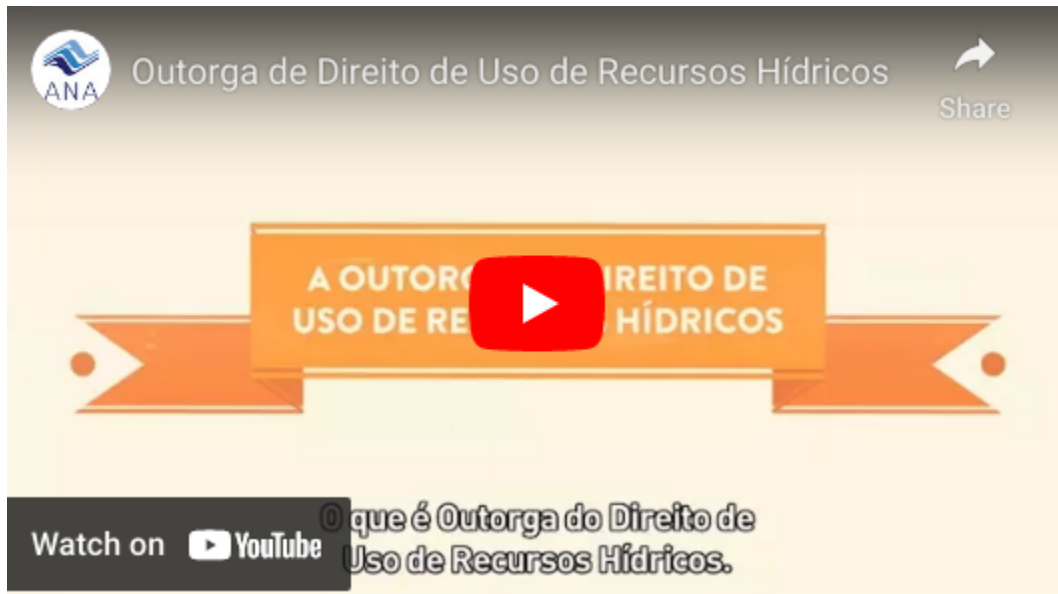 ANA
Outorga de Direito de Uso de Recursos Hídricos
Share
A OUTORG IREITO DE
USO DE RE S HÍDRICOS
O que é Outorga do Direito de
Uso de Recursos Hídricos.
Watch on YouTube